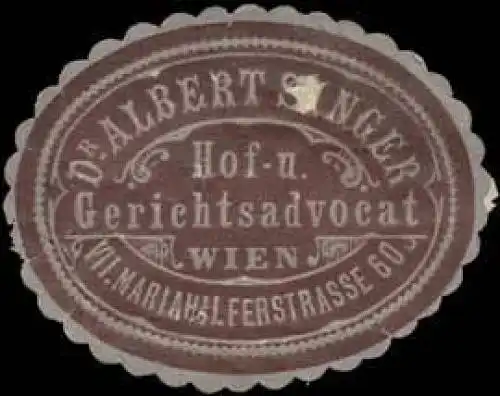 DR ALBERT SINGER
Hof- u.
Gerichtsadvocat
WIEN
VII. MARIAHILFERSTRASSE 60.